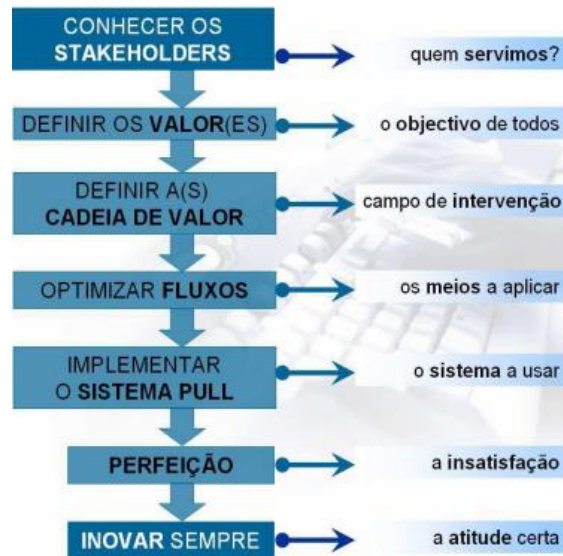 CONHECER OS
STAKEHOLDERS
quem servimos?
DEFINIR OS VALOR(ES)
o objectivo de todos
DEFINIR A(S)
CADEIA DE VALOR
campo de intervenção
OPTIMIZAR FLUXOS
os meios a aplicar
IMPLEMENTAR
O SISTEMA PULL
o sistema a usar
PERFEIÇÃO
a insatisfação
INOVAR SEMPRE
a atitude certa